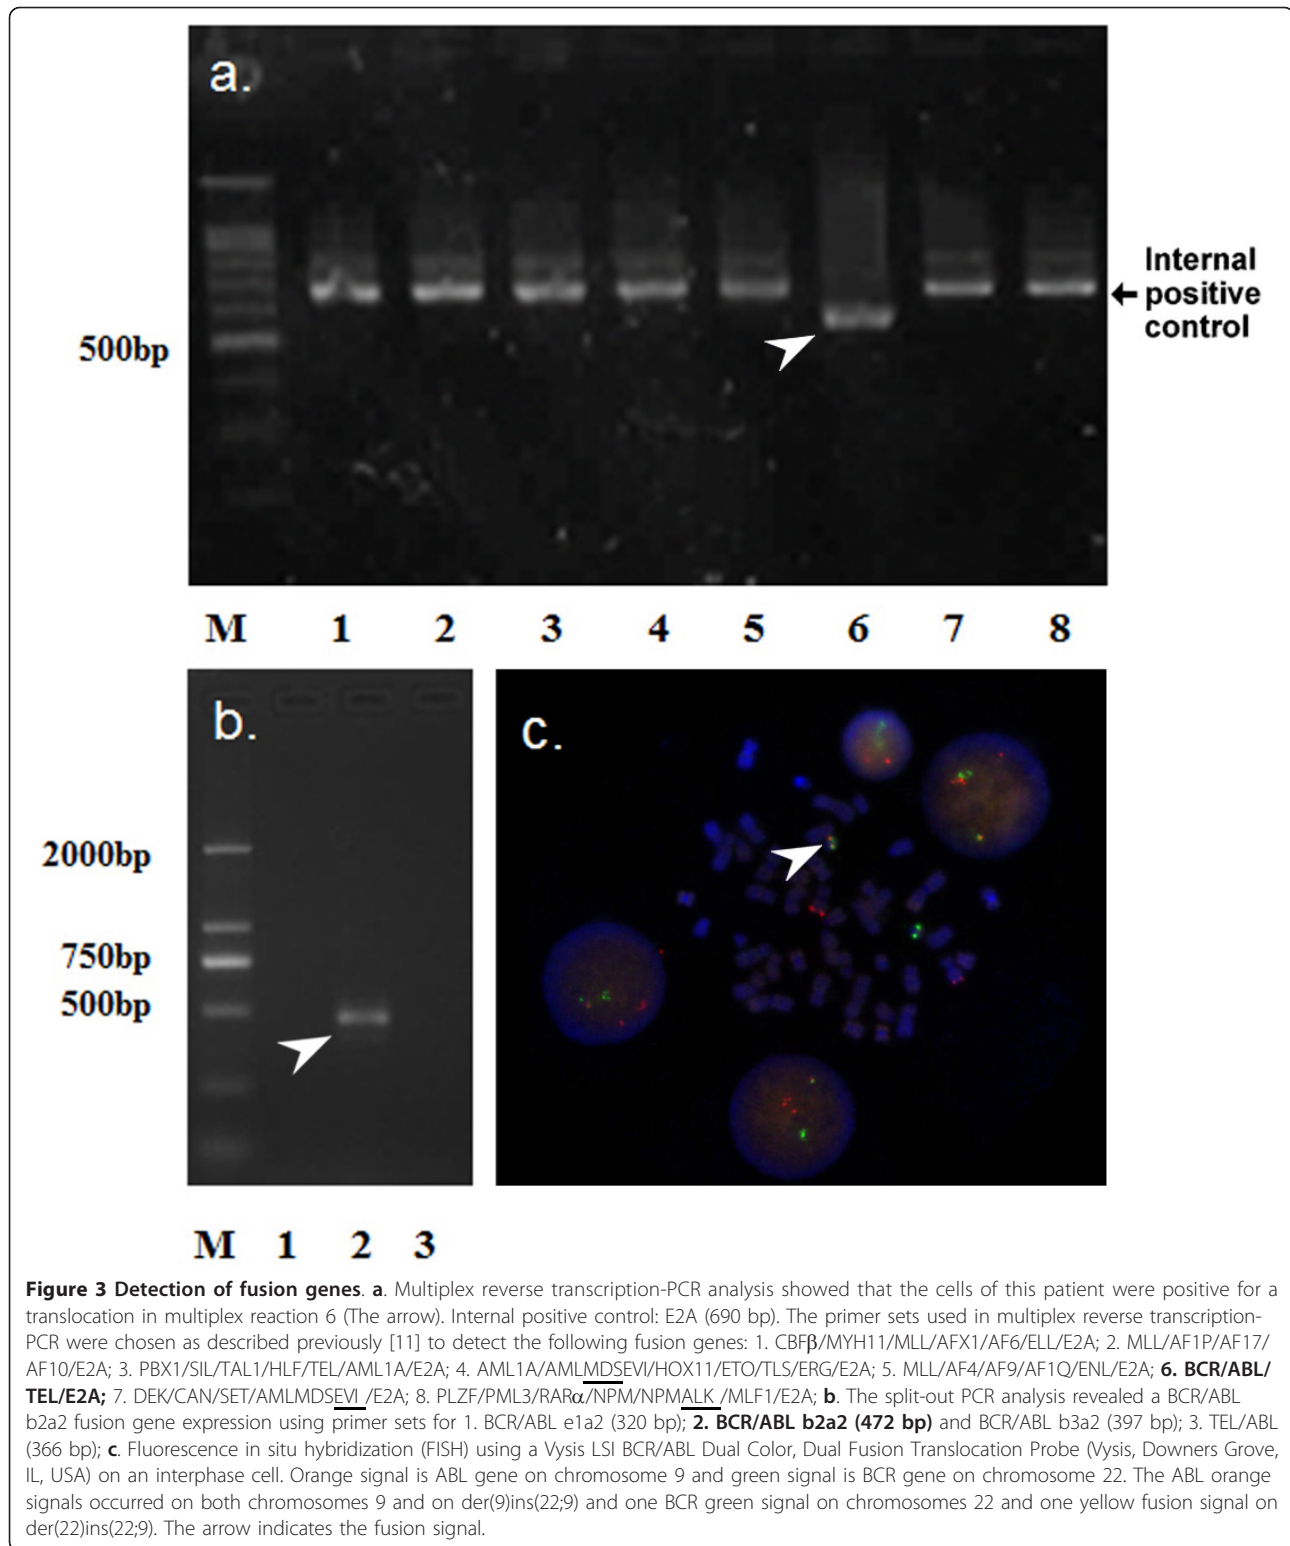 a.
500bp
Internal
positive
control
M 1 2 3 4 5 6 7 8
b.
c.
2000bp
750bp
500bp
M 1 2 3
Figure 3 Detection of fusion genes. a. Multiplex reverse transcription-PCR analysis showed that the cells of this patient were positive for a
translocation in multiplex reaction 6 (The arrow). Internal positive control: E2A (690 bp). The primer sets used in multiplex reverse transcription-
PCR were chosen as described previously [11] to detect the following fusion genes: 1. CBFβ/MYH11/MLL/AFX1/AF6/ELL/E2A; 2. MLL/AF1P/AF17/
AF10/E2A; 3. PBX1/SIL/TAL1/HLF/TEL/AML1A/E2A; 4. AML1A/AMLMDSEVI/HOX11/ETO/TLS/ERG/E2A; 5. MLL/AF4/AF9/AF1Q/ENL/E2A; 6. BCR/ABL/
TEL/E2A; 7. DEK/CAN/SET/AMLMDSEVI /E2A; 8. PLZF/PML3/RARα/NPM/NPMALK /MLF1/E2A; b. The split-out PCR analysis revealed a BCR/ABL
b2a2 fusion gene expression using primer sets for 1. BCR/ABL e1a2 (320 bp); 2. BCR/ABL b2a2 (472 bp) and BCR/ABL b3a2 (397 bp); 3. TEL/ABL
(366 bp); c. Fluorescence in situ hybridization (FISH) using a Vysis LSI BCR/ABL Dual Color, Dual Fusion Translocation Probe (Vysis, Downers Grove,
IL, USA) on an interphase cell. Orange signal is ABL gene on chromosome 9 and green signal is BCR gene on chromosome 22. The ABL orange
signals occurred on both chromosomes 9 and on der(9)ins(22;9) and one BCR green signal on chromosomes 22 and one yellow fusion signal on
der(22)ins(22;9). The arrow indicates the fusion signal.